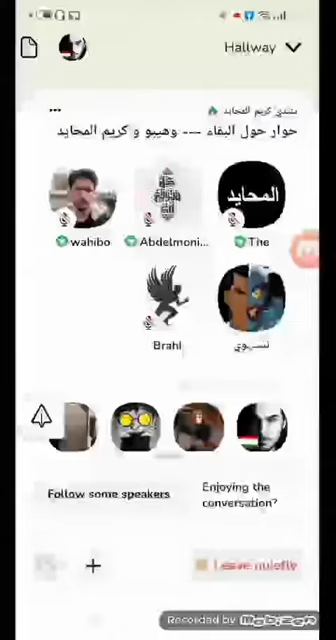 Hallway
منتدى كريم المحايد
حوار حول البقاء --- وهيبو و كريم المحايد
المحايد
wahibo
Abdelmoni...
The
Brahl
Follow some speakers
Enjoying the
conversation?
Leave quietly
Recorded by Mobizen